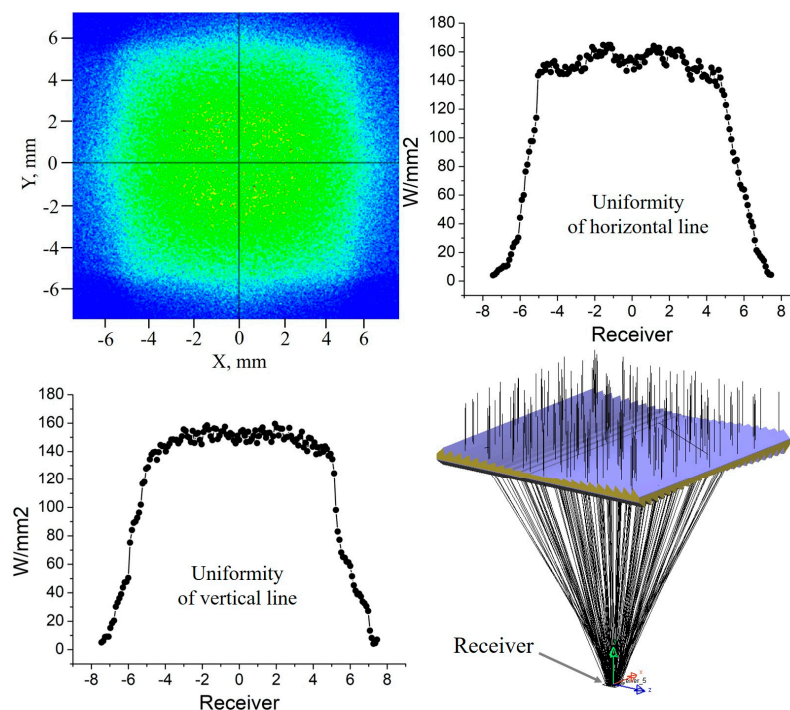 6
4
2
0
-2
-4
-6
Y, mm
-6 -4 -2 0 2 4 6
X, mm
180
160
140
120
100
80
60
40
20
0
W/mm2
Uniformity
of horizontal line
-8 -6 -4 -2 0 2 4 6 8
Receiver
180
160
140
120
100
80
60
40
20
0
W/mm2
Uniformity
of vertical line
-8 -6 -4 -2 0 2 4 6 8
Receiver
Receiver
z